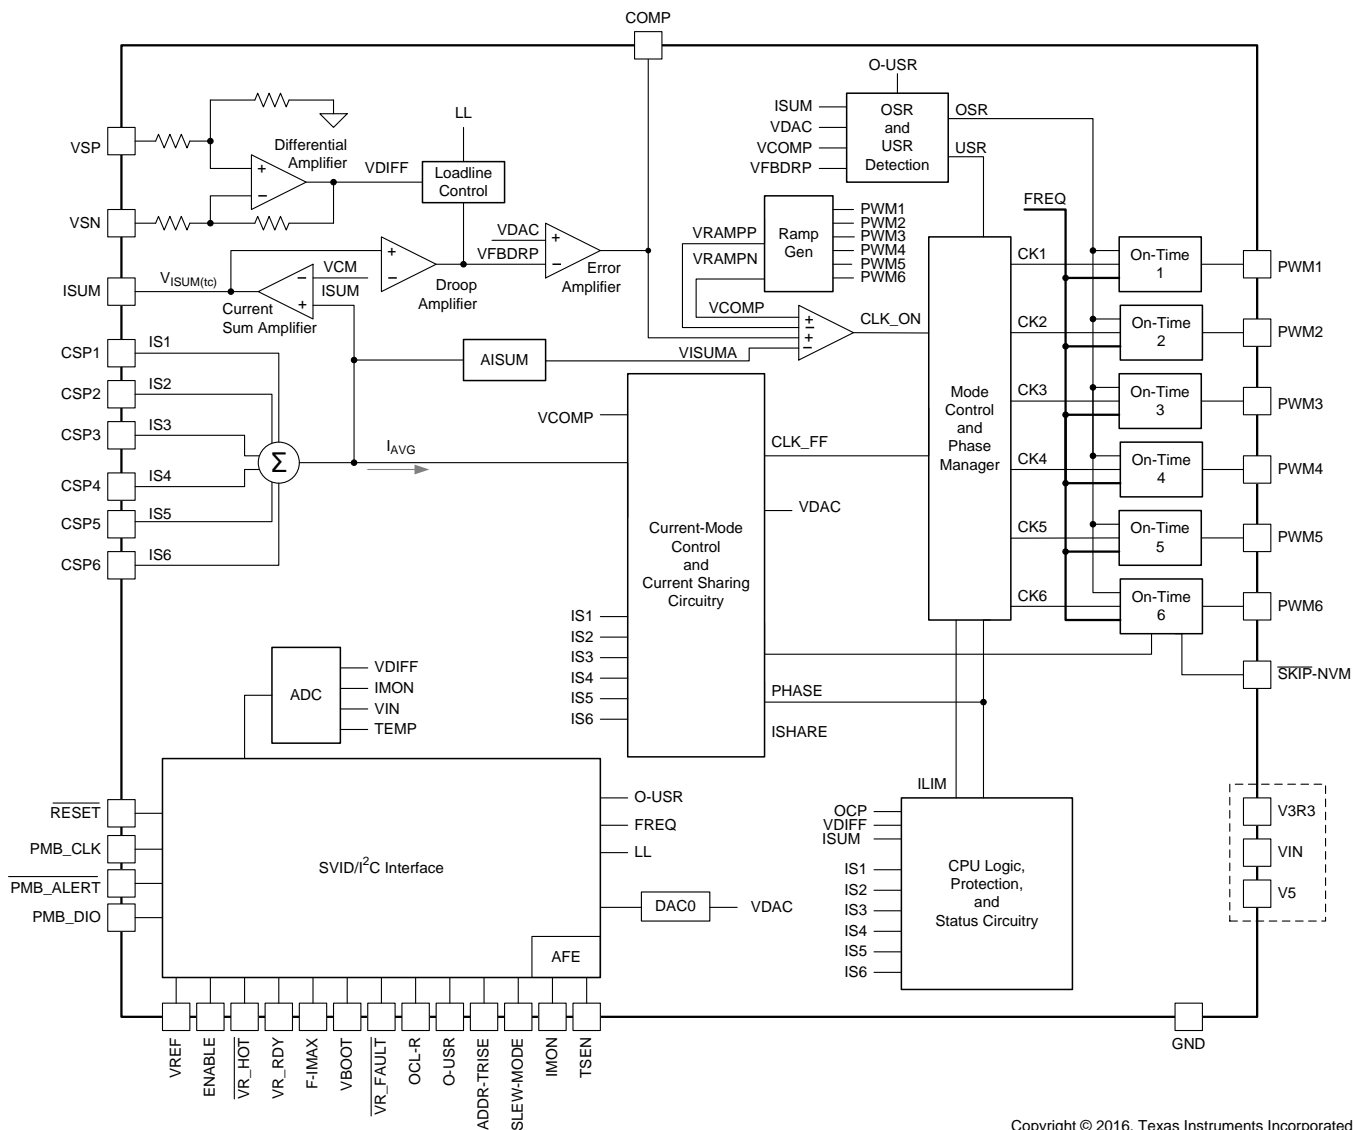 COMP
VSP
VSN
ISUM
CSP1
CSP2
CSP3
CSP4
CSP5
CSP6
Differential
Amplifier
+
−
VDIFF
LL
Loadline
Control
VISUM(tc)
Current
Sum Amplifier
−
+
VCM
ISUM
+
−
Droop
Amplifier
VDAC
VFBDRP
+
−
Error
Amplifier
IS1
IS2
IS3
IS4
IS5
IS6
Σ
IAVG
AISUM
VISUMA
O-USR
ISUM
VDAC
VCOMP
VFBDRP
OSR
and
USR
Detection
OSR
USR
VRAMPP
VRAMPN
Ramp
Gen
PWM1
PWM2
PWM3
PWM4
PWM5
PWM6
VCOMP
±
±
+
−
CLK_ON
VCOMP
IS1
IS2
IS3
IS4
IS5
IS6
Current-Mode
Control
and
Current Sharing
Circuitry
CLK_FF
VDAC
PHASE
ISHARE
Mode
Control
and
Phase
Manager
FREQ
CK1
CK2
CK3
CK4
CK5
CK6
On-Time
1
On-Time
2
On-Time
3
On-Time
4
On-Time
5
On-Time
6
PWM1
PWM2
PWM3
PWM4
PWM5
PWM6
SKIP-NVM
ADC
VDIFF
IMON
VIN
TEMP
RESET
PMB_CLK
PMB_ALERT
PMB_DIO
SVID/I2C Interface
O-USR
FREQ
LL
DAC0
VDAC
AFE
ILIM
OCP
VDIFF
ISUM
IS1
IS2
IS3
IS4
IS5
IS6
CPU Logic,
Protection,
and
Status Circuitry
V3R3
VIN
V5
VREF
ENABLE
VR_HOT
VR_RDY
F-IMAX
VBOOT
VR_FAULT
OCL-R
O-USR
ADDR-TRISE
SLEW-MODE
IMON
TSEN
GND
Copyright © 2016, Texas Instruments Incorporated